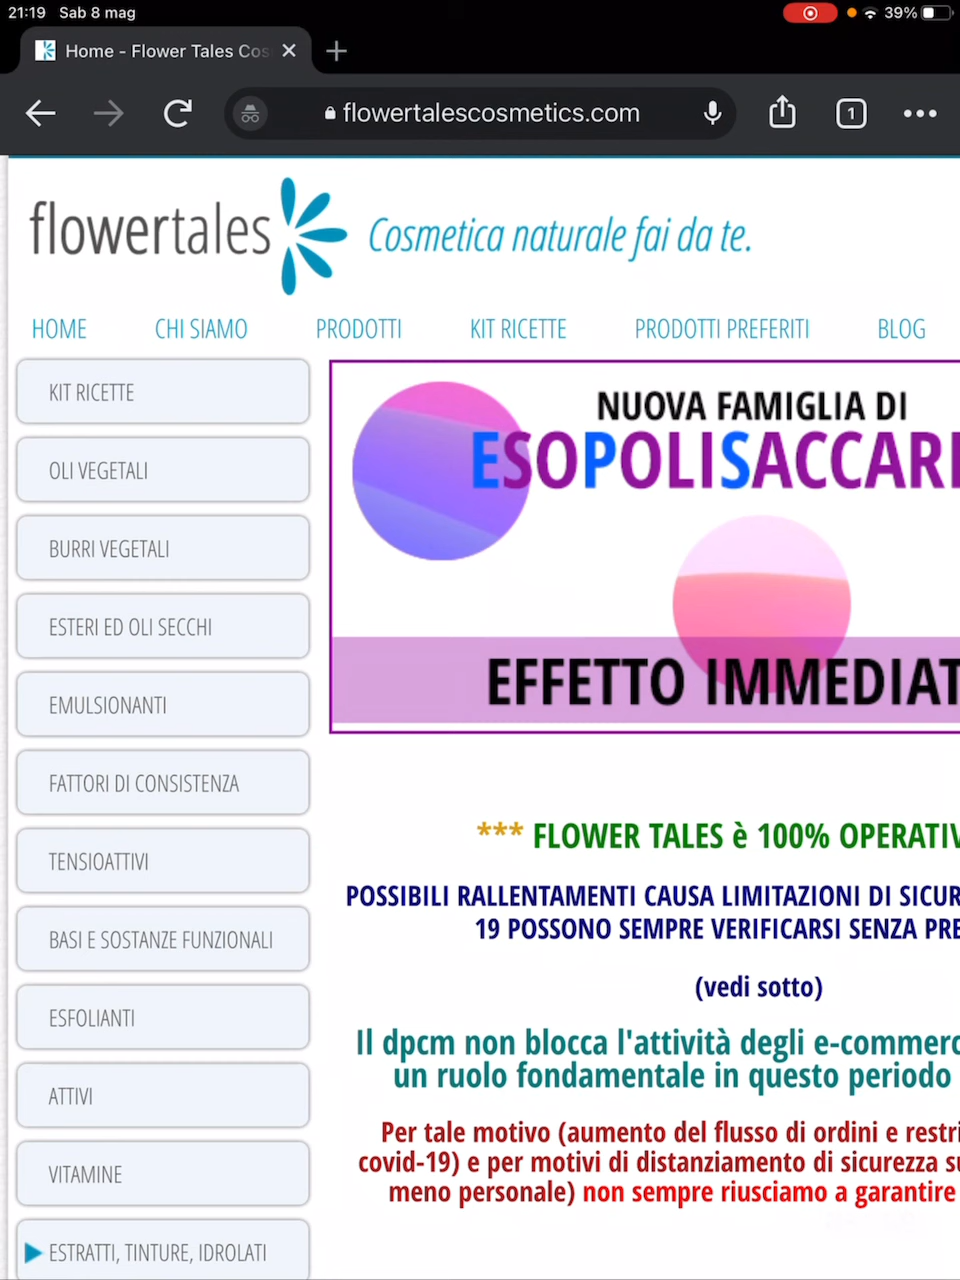 21:19 Sab 8 mag
39%
Home - Flower Tales Cos
flowertalescosmetics.com
1
flowertales
Cosmetica naturale fai da te.
HOME CHI SIAMO PRODOTTI KIT RICETTE PRODOTTI PREFERITI BLOG
KIT RICETTE
OLI VEGETALI
BURRI VEGETALI
ESTERI ED OLI SECCHI
EMULSIONANTI
FATTORI DI CONSISTENZA
TENSIOATTIVI
BASI E SOSTANZE FUNZIONALI
ESFOLIANTI
ATTIVI
VITAMINE
ESTRATTI, TINTURE, IDROLATI
NUOVA FAMIGLIA DI
ESOPOLISACCARI
EFFETTO IMMEDIAT
*** FLOWER TALES è 100% OPERATIV
POSSIBILI RALLENTAMENTI CAUSA LIMITAZIONI DI SICUR
19 POSSONO SEMPRE VERIFICARSI SENZA PRE
(vedi sotto)
Il dpcm non blocca l'attività degli e-commerc
un ruolo fondamentale in questo periodo
Per tale motivo (aumento del flusso di ordini e restri
covid-19) e per motivi di distanziamento di sicurezza su
meno personale) non sempre riusciamo a garantire